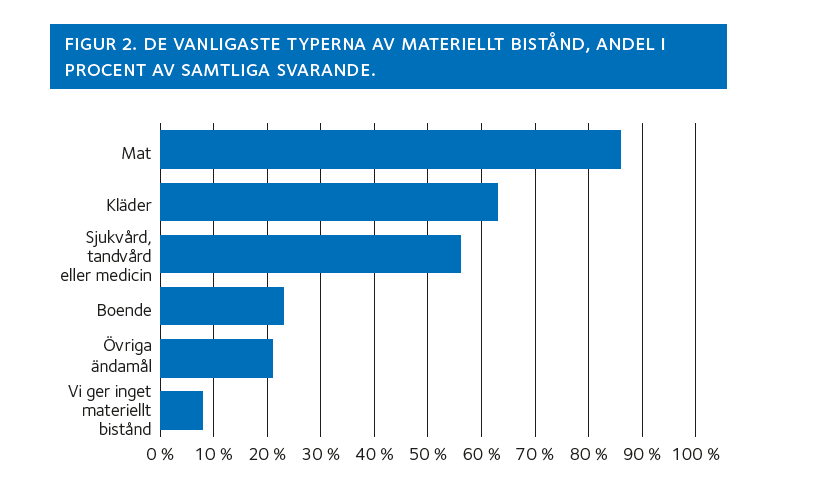 FIGUR 2. DE VANLIGASTE TYPERNA AV MATERIELLT BISTÅND, ANDEL I
PROCENT AV SAMTLIGA SVARANDE.
Mat
Kläder
Sjukvård,
tandvård
eller medicin
Boende
Övriga
ändamål
Vi ger inget
materiellt
bistånd
0 % 10 % 20 % 30 % 40 % 50 % 60 % 70 % 80 % 90 % 100 %